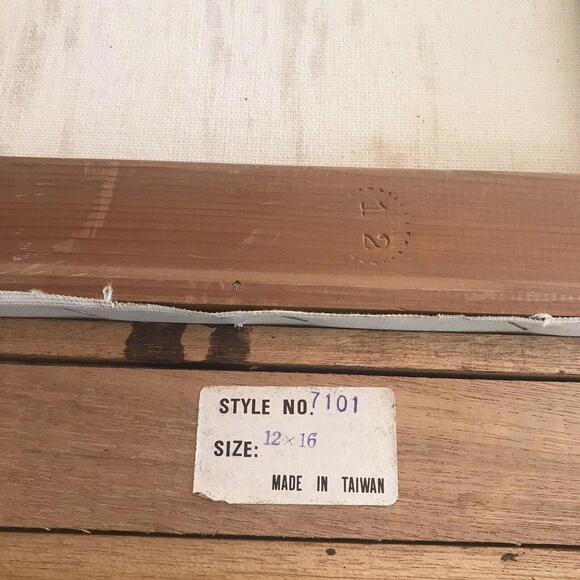 12
STYLE NO. 7101
SIZE: 12×16
MADE IN TAIWAN